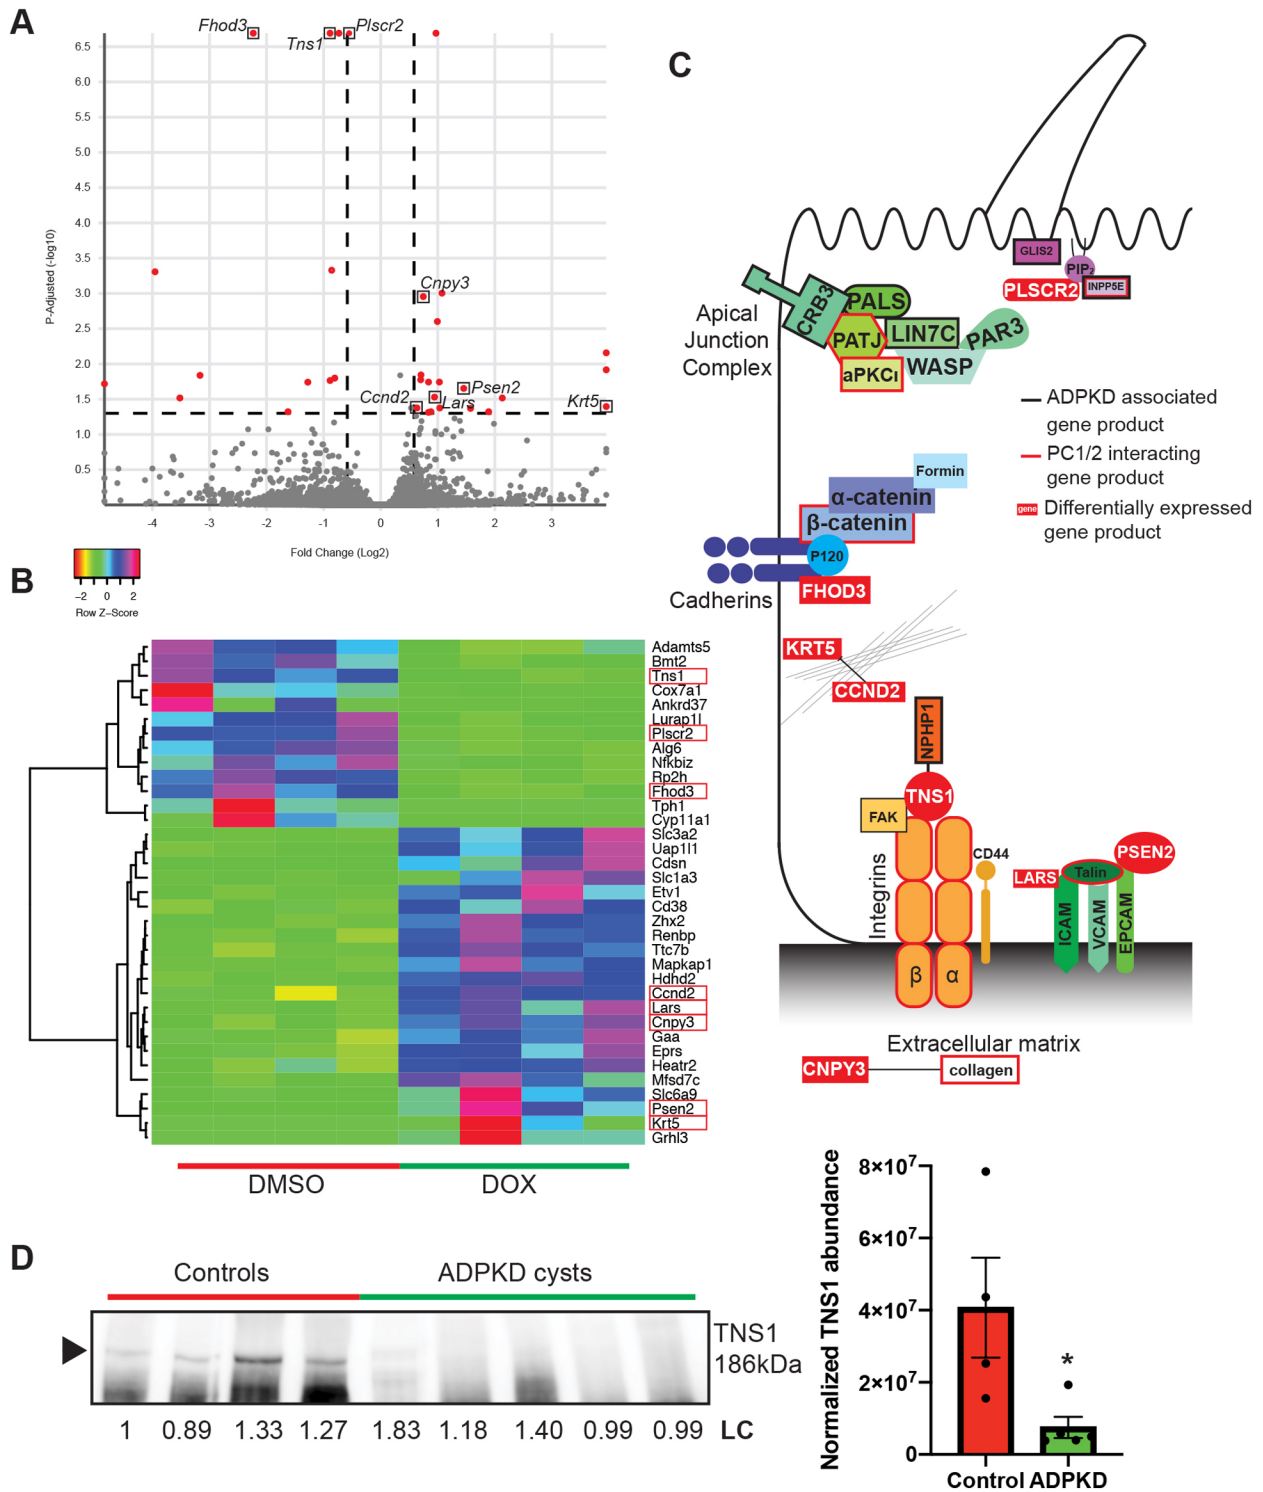 A
Fhod3
Tns1
Plscr2
6.5
6.0
5.5
5.0
4.5
4.0
3.5
3.0
2.5
2.0
1.5
1.0
0.5
P-Adjusted (-log10)
Cnpy3
Ccnd2
Lars
Psen2
Krt5
-4
-3
-2
-1
0
1
2
3
Fold Change (Log2)
B
−2 0 2
Row Z−Score
Adamts5
Bmt2
Tns1
Cox7a1
Ankrd37
Lurap1l
Plscr2
Alg6
Nfkbiz
Rp2h
Fhod3
Tph1
Cyp11a1
Slc3a2
Uap1l1
Cdsn
Slc1a3
Etv1
Cd38
Zhx2
Renbp
Ttc7b
Mapkap1
Hdhd2
Ccnd2
Lars
Cnpy3
Gaa
Eprs
Heatr2
Mfsd7c
Slc6a9
Psen2
Krt5
Grhl3
DMSO
DOX
C
GLIS2
PIP2
PLSCR2
INPP5E
Apical
Junction
Complex
CRB3
PALS
PATJ
LIN7C
PAR3
WASP
aPKCι
ADPKD associated
gene product
PC1/2 interacting
gene product
gene
Differentially expressed
gene product
Formin
α-catenin
β-catenin
P120
Cadherins
FHOD3
KRT5
CCND2
NPHP1
TNS1
FAK
Integrins
CD44
β
α
LARS
Talin
PSEN2
ICAM
VCAM
EPCAM
Extracellular matrix
CNPY3
collagen
D
Controls
ADPKD cysts
TNS1
186kDa
1 0.89 1.33 1.27 1.83 1.18 1.40 0.99 0.99 LC
Normalized TNS1 abundance
8×10⁷
6×10⁷
4×10⁷
2×10⁷
0
*
Control ADPKD